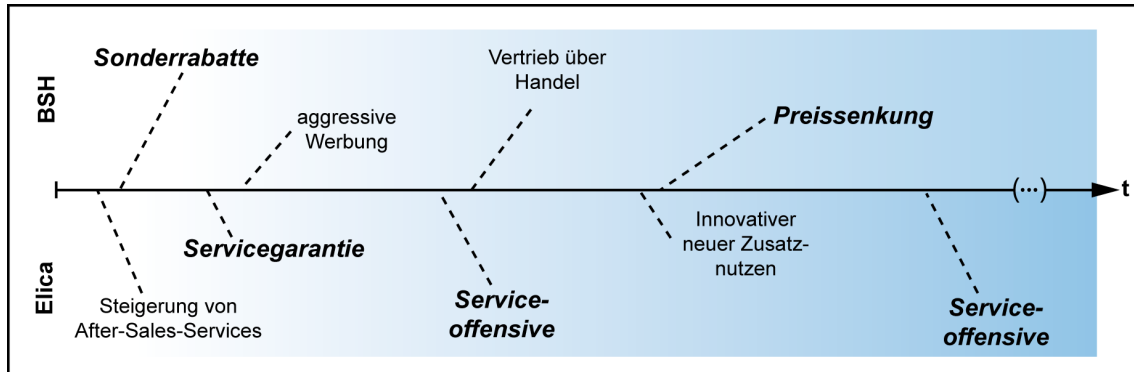 BSH
Sonderrabatte
aggressive
Werbung
Vertrieb über
Handel
Preissenkung
(...)
t
Elica
Steigerung von
After-Sales-Services
Servicegarantie
Service-
offensive
Innovativer
neuer Zusatz-
nutzen
Service-
offensive